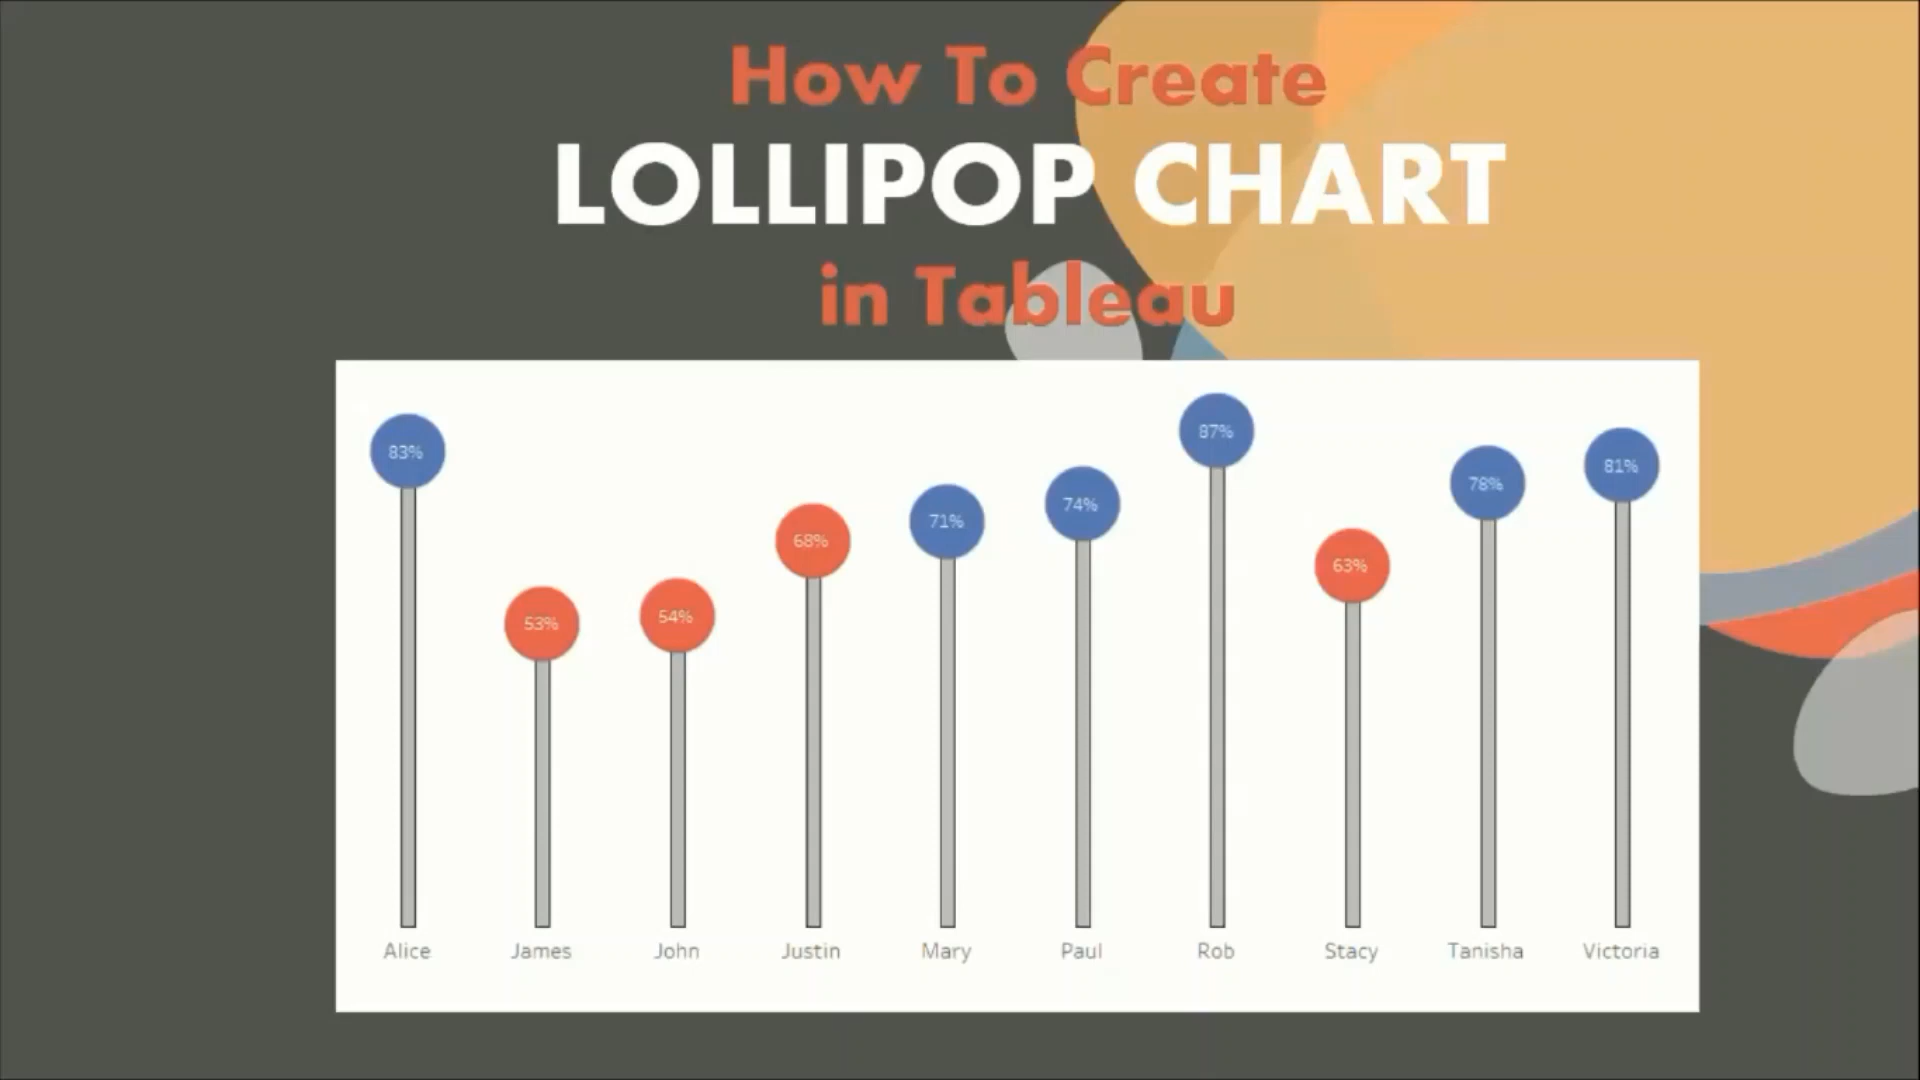 How To Create
LOLLIPOP CHART
in Tableau
83%
53%
54%
68%
71%
74%
87%
63%
78%
81%
Alice
James
John
Justin
Mary
Paul
Rob
Stacy
Tanisha
Victoria